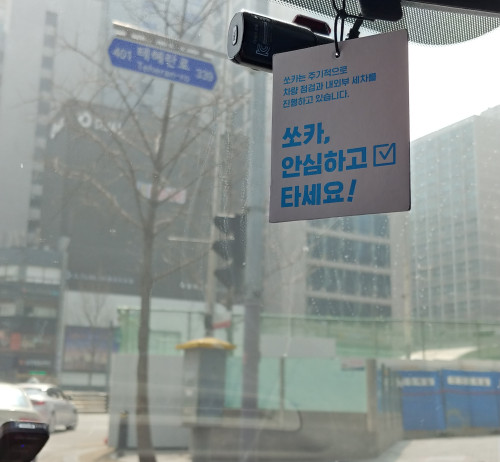 테헤란로
401 Teheran-ro 339
쏘카는 주기적으로
차량 점검과 내외부 세차를
진행하고 있습니다.
쏘카,
안심하고
타세요!